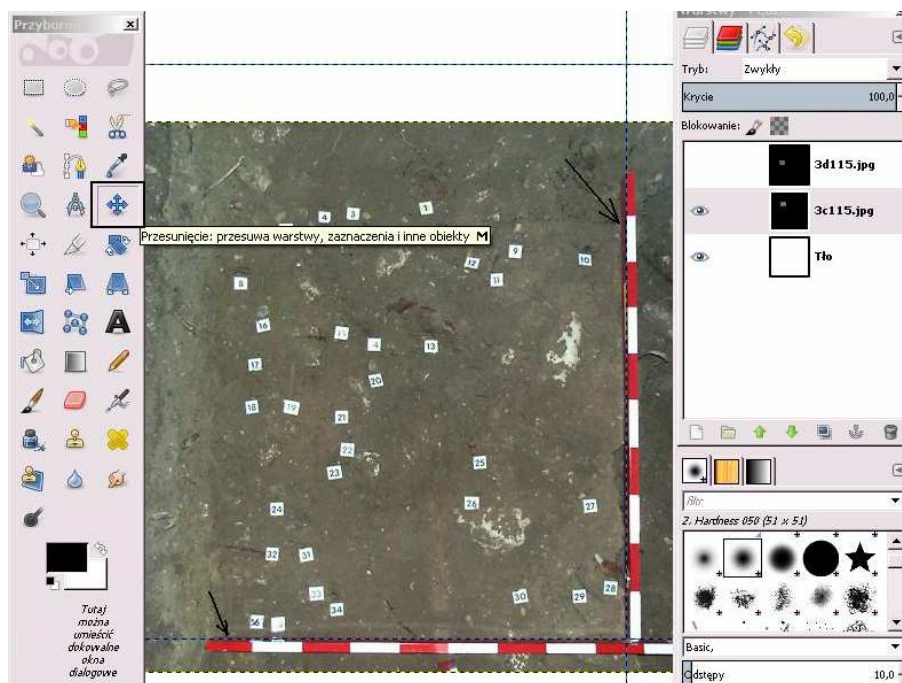 Przybornik
Tutaj
można
umieścić
dokowalne
okna
dialogowe
4
3
1
Przesunięcie: przesuwa warstwy, zaznaczenia i inne obiekty M
9
12
10
11
8
16
13
17
20
18
19
21
22
25
23
26
27
24
32
31
33
28
30
29
34
36
Tryb:
Zwykły
Krycie
100,0
Blokowanie:
3d115.jpg
3c115.jpg
Tło
filtr
2. Hardness 050 (51 x 51)
Basic,
Odstępy
10,0